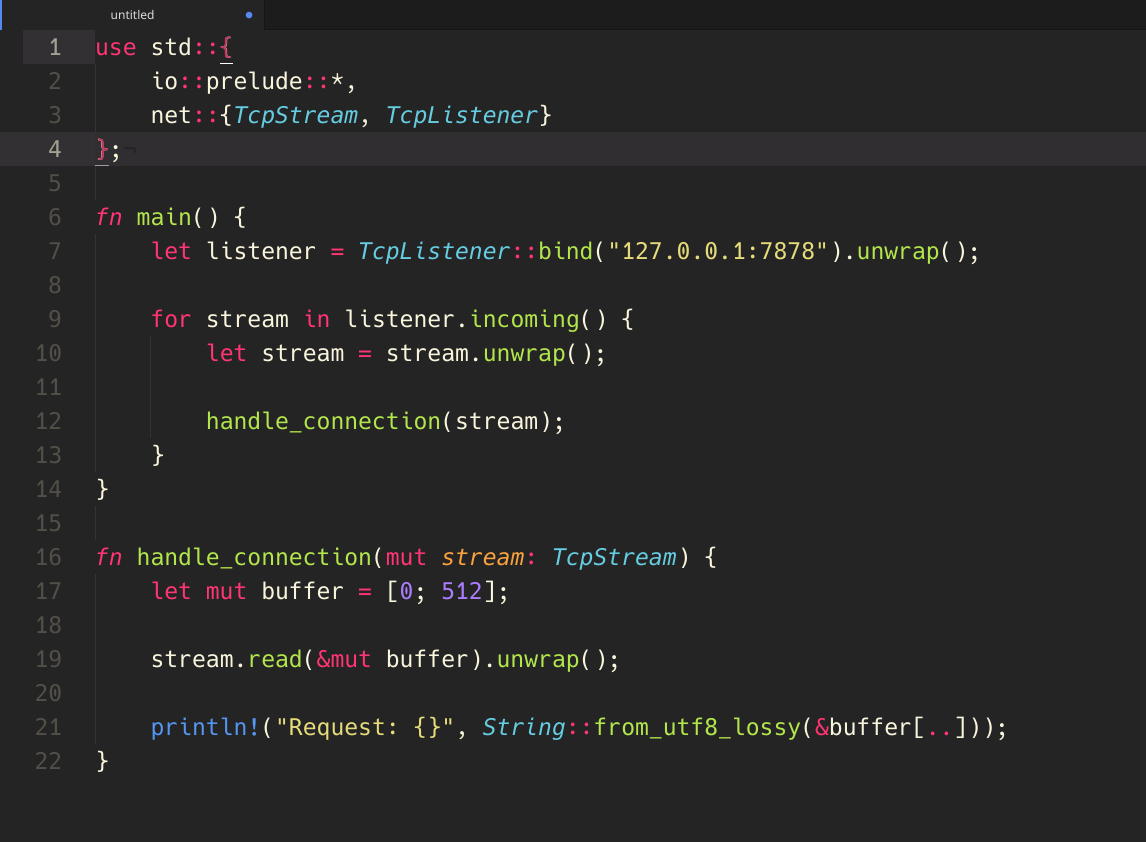 untitled
1 use std::{
2     io::prelude::*,
3     net::{TcpStream, TcpListener}
4 };¬
5
6 fn main() {
7     let listener = TcpListener::bind("127.0.0.1:7878").unwrap();
8
9     for stream in listener.incoming() {
10         let stream = stream.unwrap();
11
12         handle_connection(stream);
13     }
14 }
15
16 fn handle_connection(mut stream: TcpStream) {
17     let mut buffer = [0; 512];
18
19     stream.read(&mut buffer).unwrap();
20
21     println!("Request: {}", String::from_utf8_lossy(&buffer[..]));
22 }